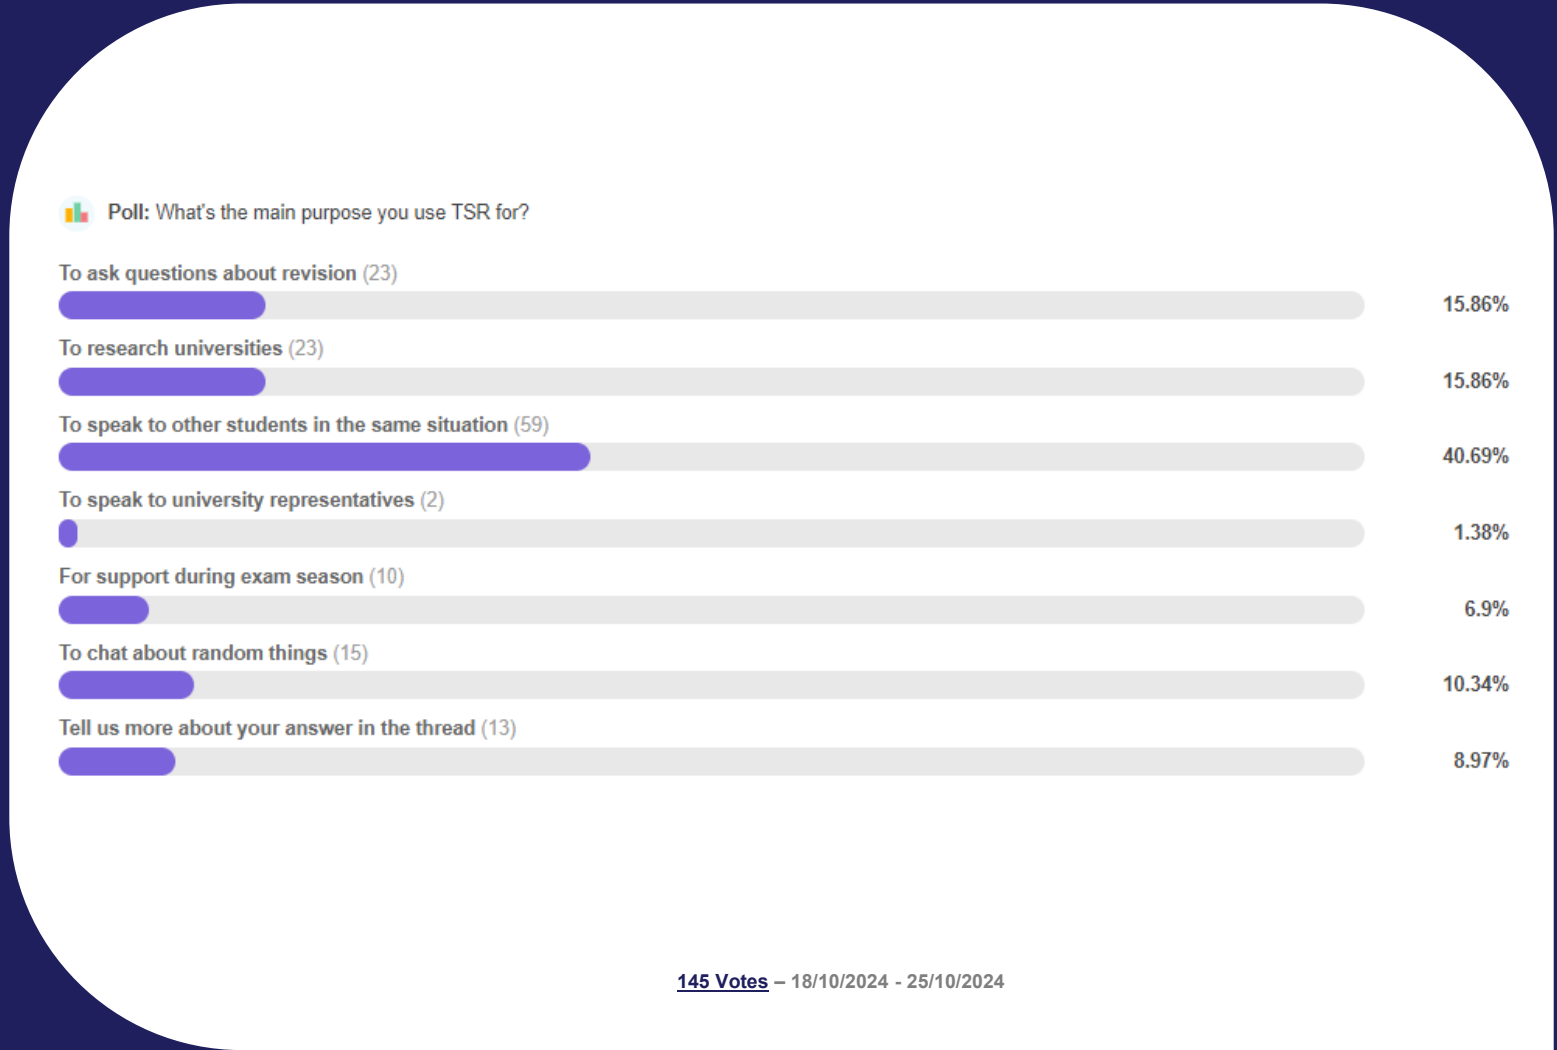 Poll: What's the main purpose you use TSR for?
To ask questions about revision (23)
15.86%
To research universities (23)
15.86%
To speak to other students in the same situation (59)
40.69%
To speak to university representatives (2)
1.38%
For support during exam season (10)
6.9%
To chat about random things (15)
10.34%
Tell us more about your answer in the thread (13)
8.97%
145 Votes – 18/10/2024 - 25/10/2024